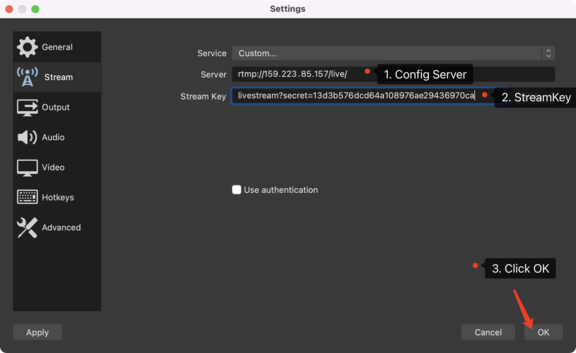 Settings
General
Stream
Output
Audio
Video
Hotkeys
Advanced
Service Custom...
Server rtmp://159.223.85.157/live/ 1. Config Server
Stream Key livestream?secret=13d3b576dcd64a108976ae29436970ca 2. StreamKey
Use authentication
3. Click OK
Apply Cancel OK